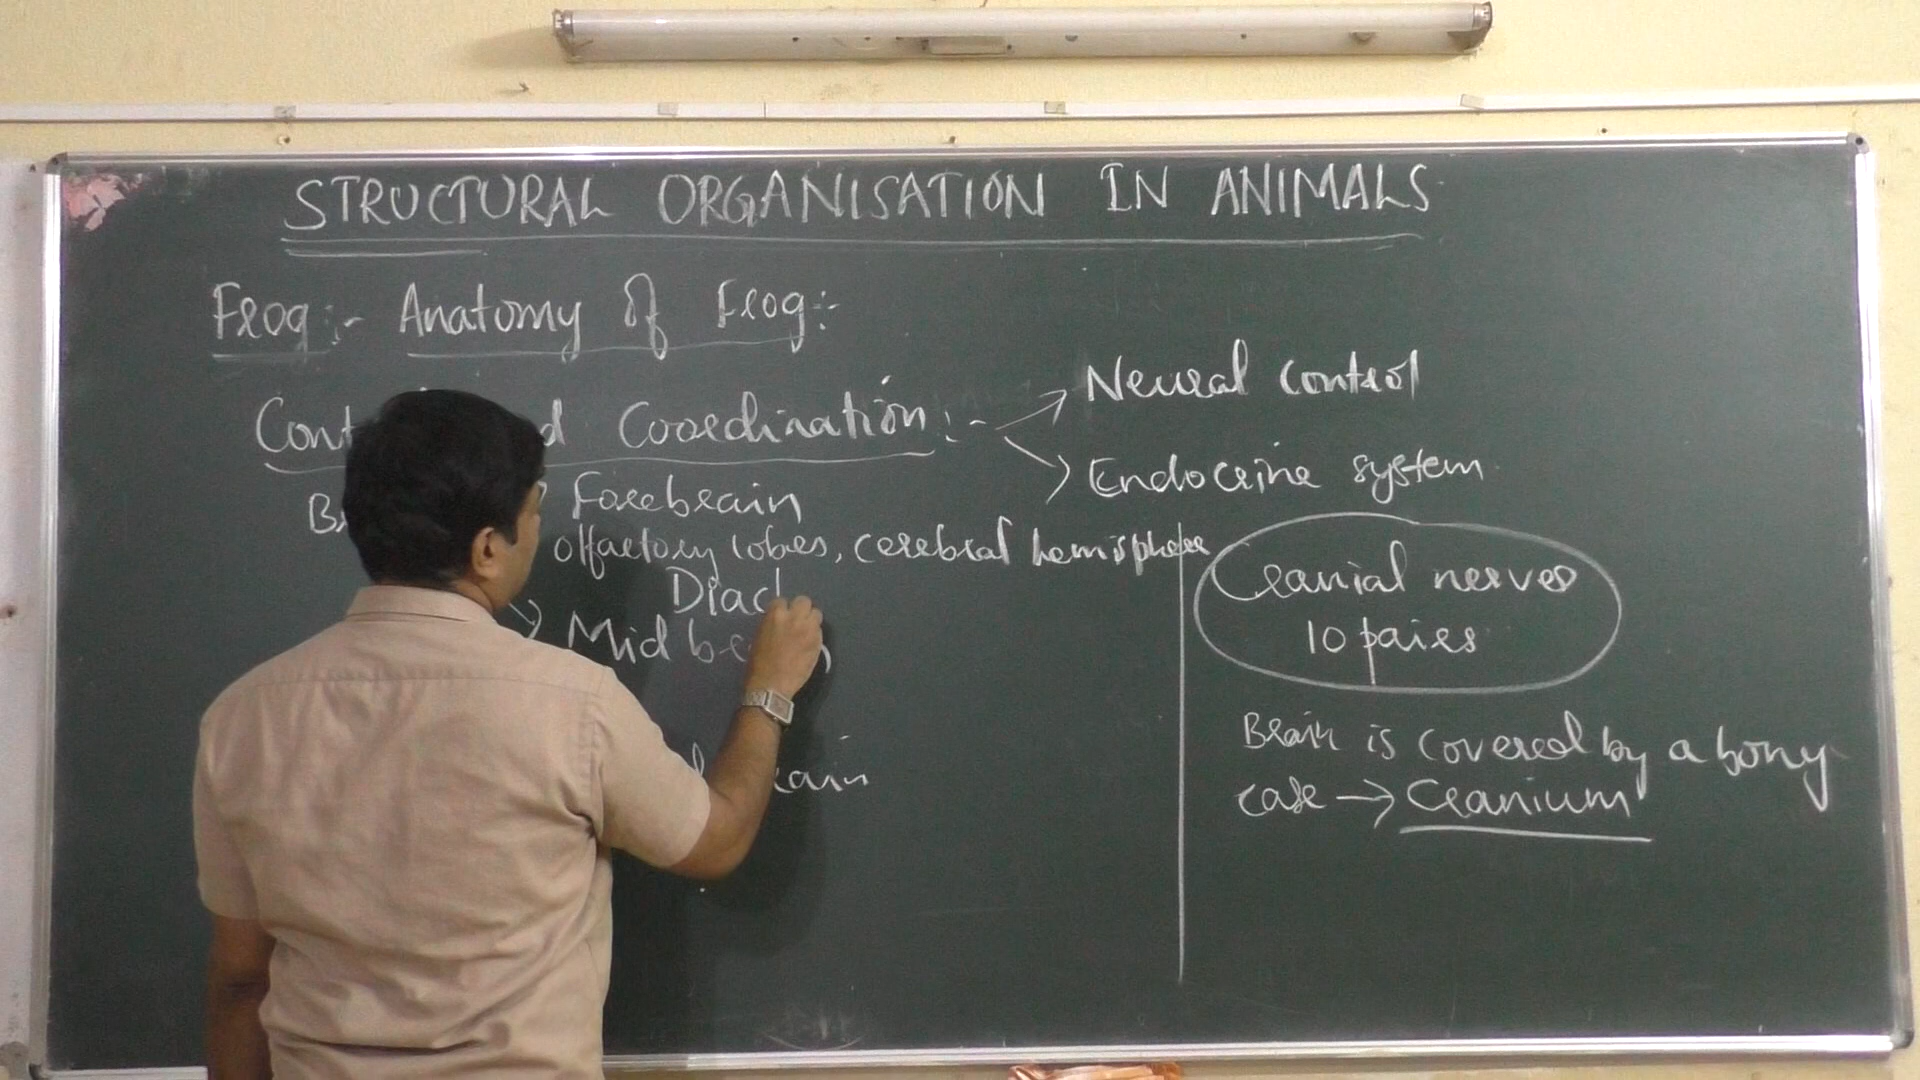 STRUCTURAL ORGANISATION IN ANIMALS
Frog:- Anatomy of Frog:-
Coordination:-
Neural control
Endocrine system
Forebrain
olfactory lobes, cerebral hemisphere
Diac
Mid
Cranial nerves
10 pairs
Brain is covered by a bony
case → Cranium